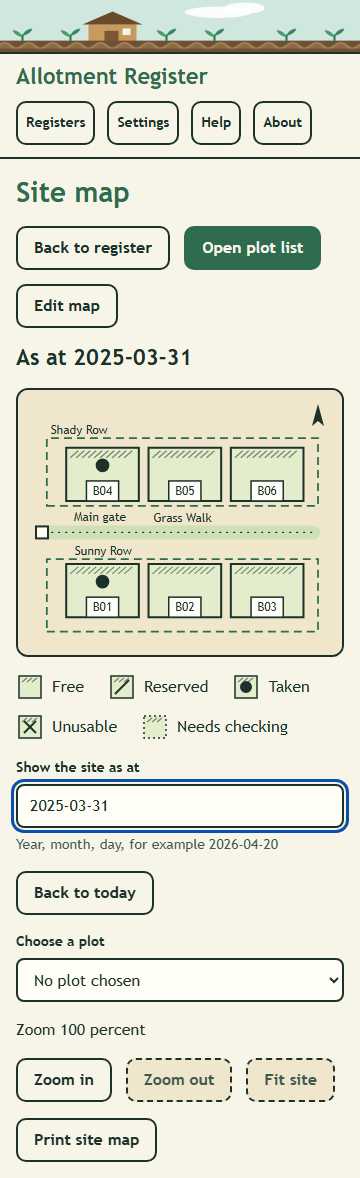 Allotment Register
Registers Settings Help About
Site map
Back to register Open plot list
Edit map
As at 2025-03-31
Shady Row
B04 B05 B06
Main gate Grass Walk
Sunny Row
B01 B02 B03
Free Reserved Taken
Unusable Needs checking
Show the site as at
2025-03-31
Year, month, day, for example 2026-04-20
Back to today
Choose a plot
No plot chosen
Zoom 100 percent
Zoom in Zoom out Fit site
Print site map